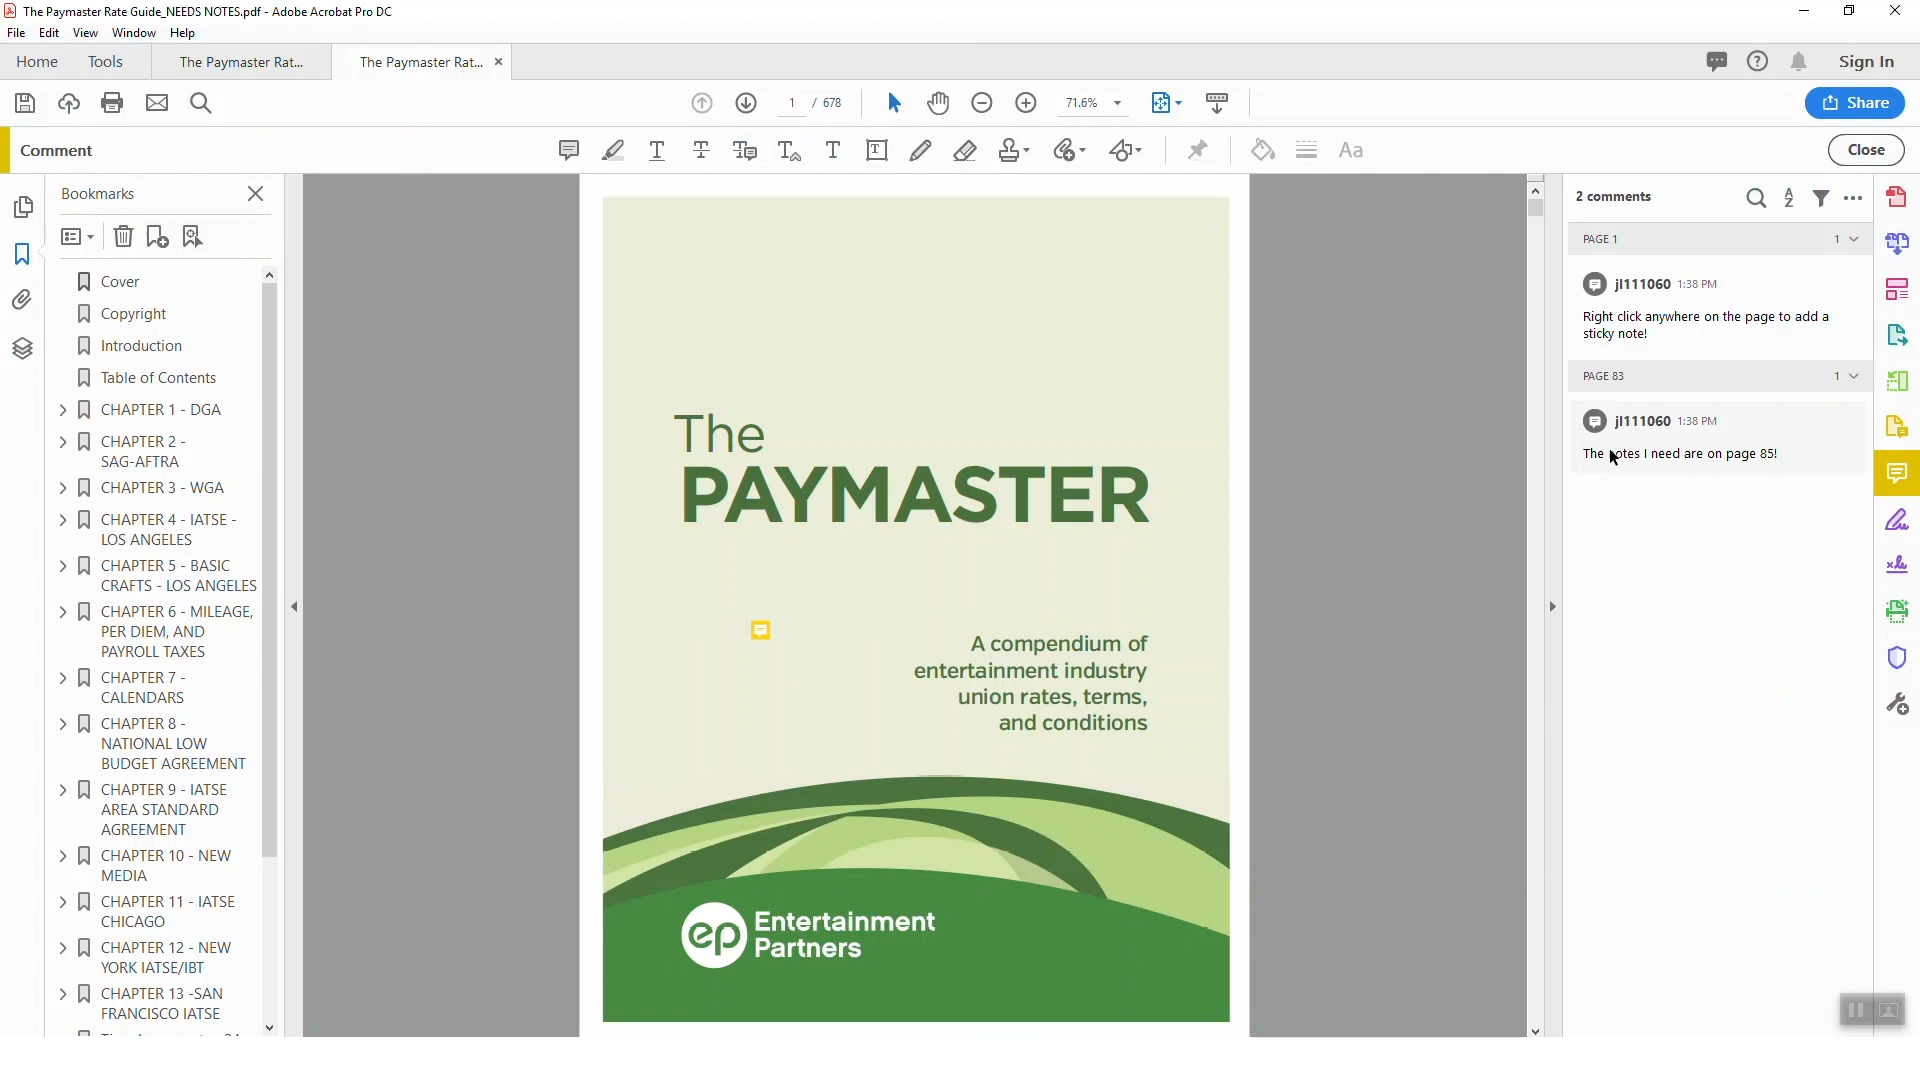 The Paymaster Rate Guide_NEEDS NOTES.pdf - Adobe Acrobat Pro DC
File Edit View Window Help
Home Tools The Paymaster Rat... The Paymaster Rat... Sign In
1 / 678 71.6% Share
Comment Aa Close
Bookmarks
Cover
Copyright
Introduction
Table of Contents
CHAPTER 1 - DGA
CHAPTER 2 -
SAG-AFTRA
CHAPTER 3 - WGA
CHAPTER 4 - IATSE -
LOS ANGELES
CHAPTER 5 - BASIC
CRAFTS - LOS ANGELES
CHAPTER 6 - MILEAGE,
PER DIEM, AND
PAYROLL TAXES
CHAPTER 7 -
CALENDARS
CHAPTER 8 -
NATIONAL LOW
BUDGET AGREEMENT
CHAPTER 9 - IATSE
AREA STANDARD
AGREEMENT
CHAPTER 10 - NEW
MEDIA
CHAPTER 11 - IATSE
CHICAGO
CHAPTER 12 - NEW
YORK IATSE/IBT
CHAPTER 13 -SAN
FRANCISCO IATSE
The
PAYMASTER
A compendium of
entertainment industry
union rates, terms,
and conditions
ep Entertainment
Partners
2 comments
PAGE 1 1
jl111060 1:38 PM
Right click anywhere on the page to add a
sticky note!
PAGE 83 1
jl111060 1:38 PM
The notes I need are on page 85!